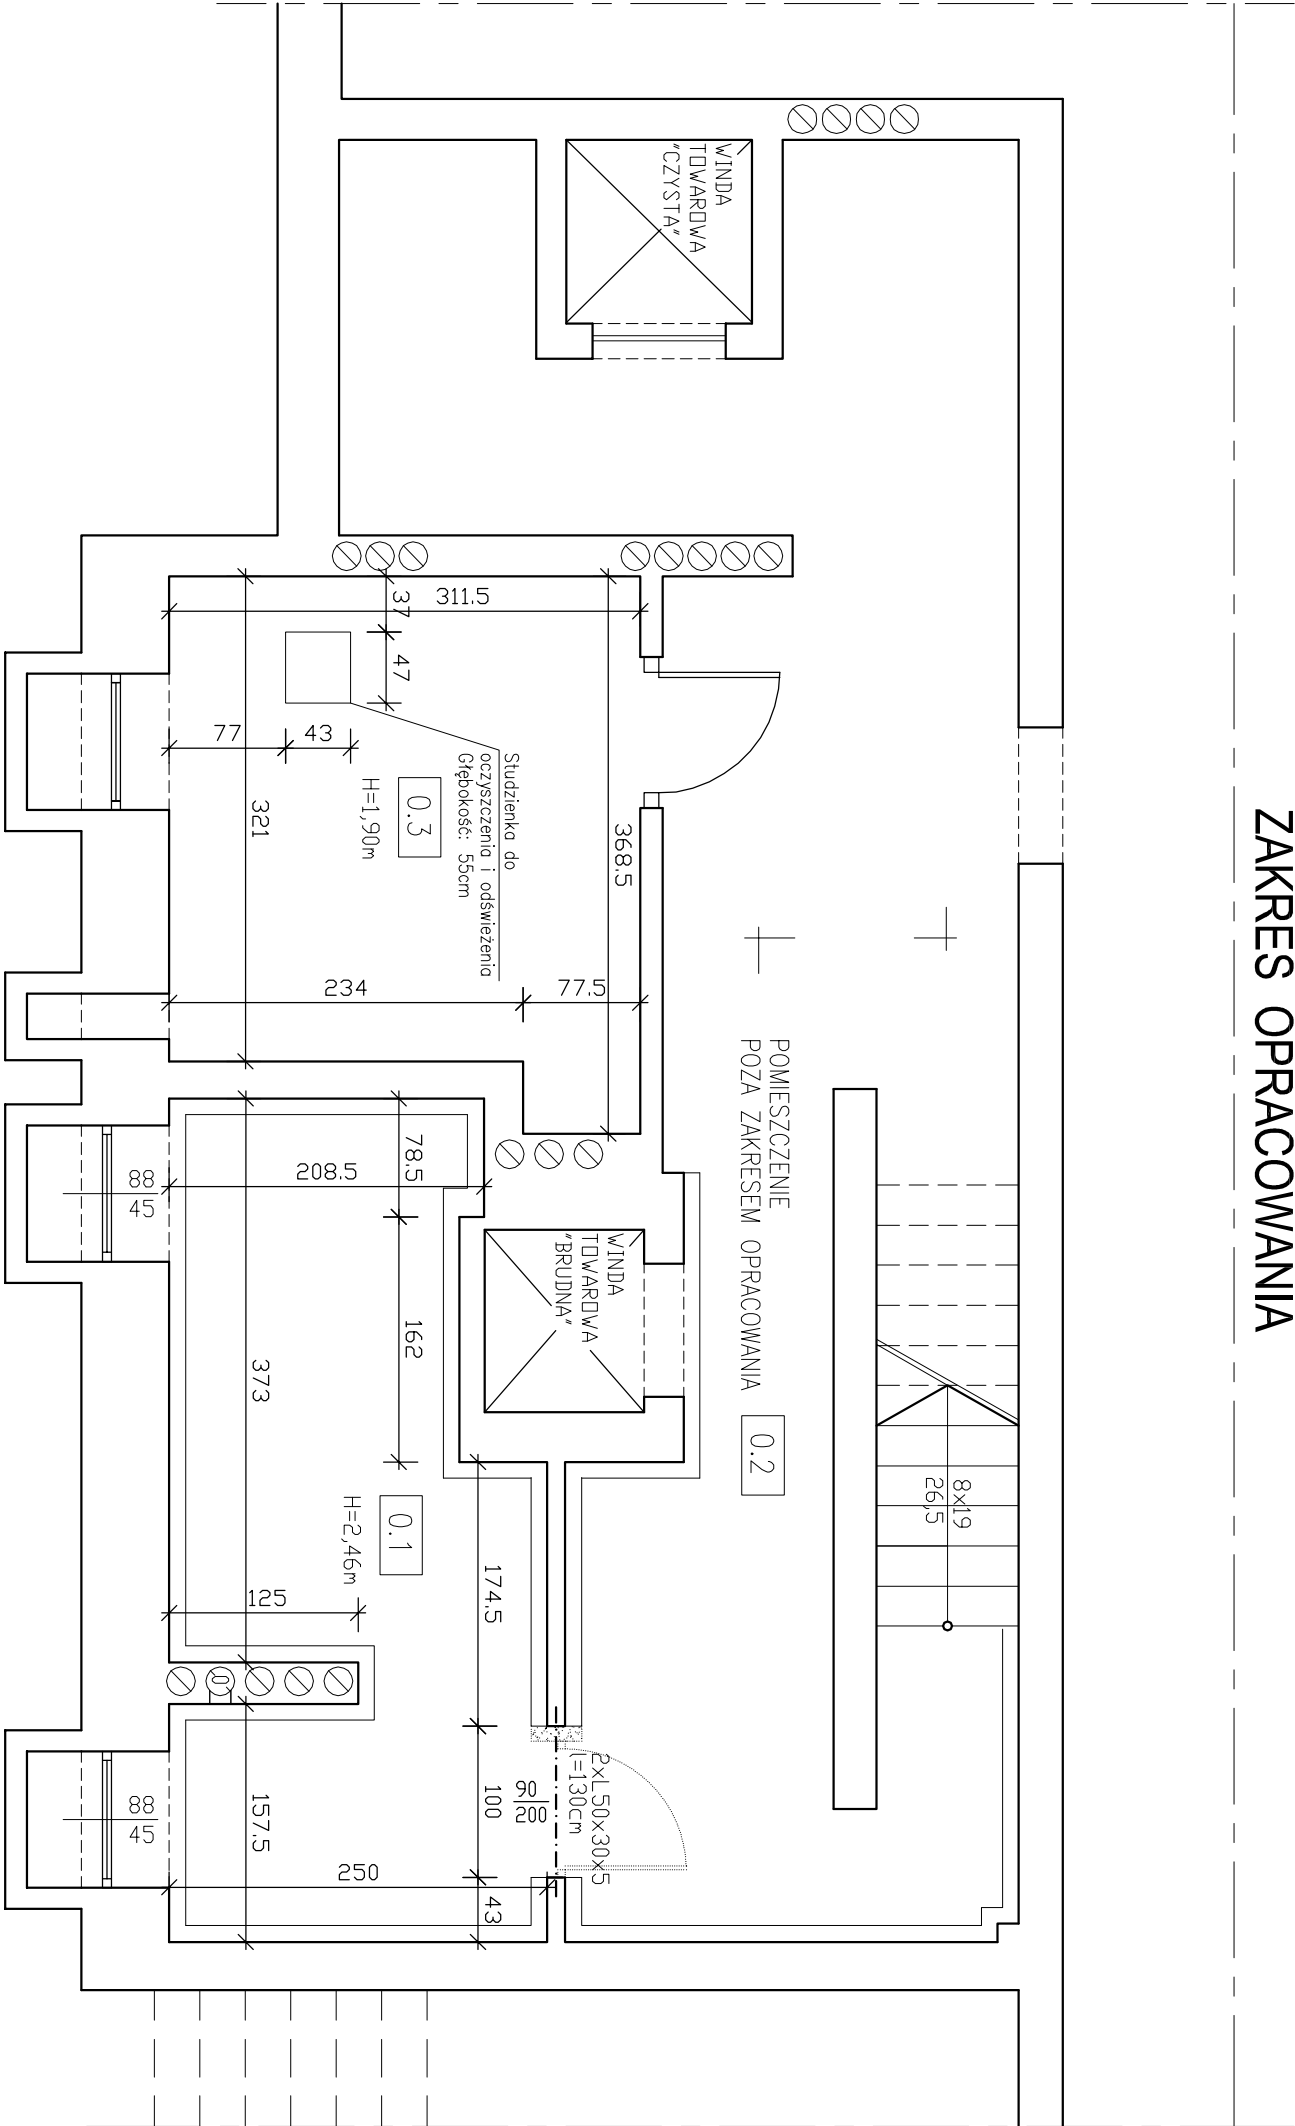 ZAKRES OPRACOWANIA
WINDA
TOWAROWA
"CZYSTA"
311.5
37
47
77
43
321
368.5
Studzienka do
oczyszczenia i odświeżenia
Głębokość: 55cm
0.3
H=1,90m
234
77.5
POMIESZCZENIE
POZA ZAKRESEM OPRACOWANIA
0.2
8x19
26,5
WINDA
TOWAROWA
"BRUDNA"
78.5
208.5
88
45
162
373
0.1
H=2,46m
174.5
125
2xL50x30x5
l=130cm
90
200
100
88
45
157.5
250
43